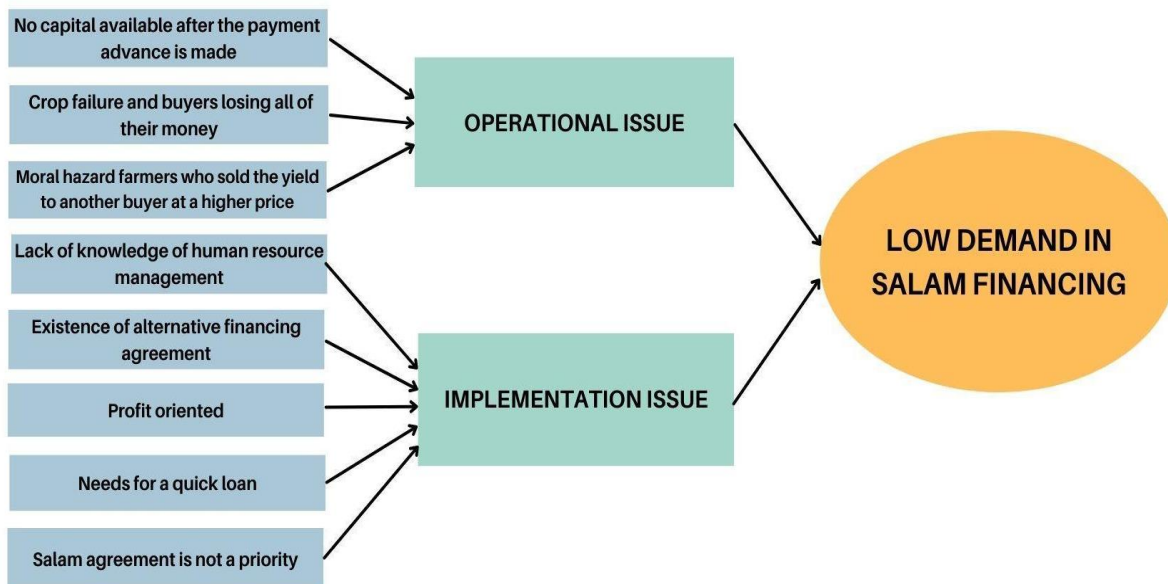 No capital available after the payment
advance is made
Crop failure and buyers losing all of
their money
Moral hazard farmers who sold the yield
to another buyer at a higher price
Lack of knowledge of human resource
management
Existence of alternative financing
agreement
Profit oriented
Needs for a quick loan
Salam agreement is not a priority
OPERATIONAL ISSUE
IMPLEMENTATION ISSUE
LOW DEMAND IN
SALAM FINANCING